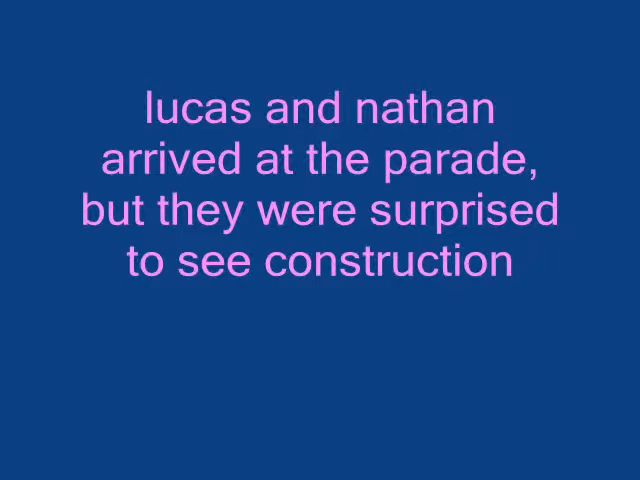 lucas and nathan
arrived at the parade,
but they were surprised
to see construction